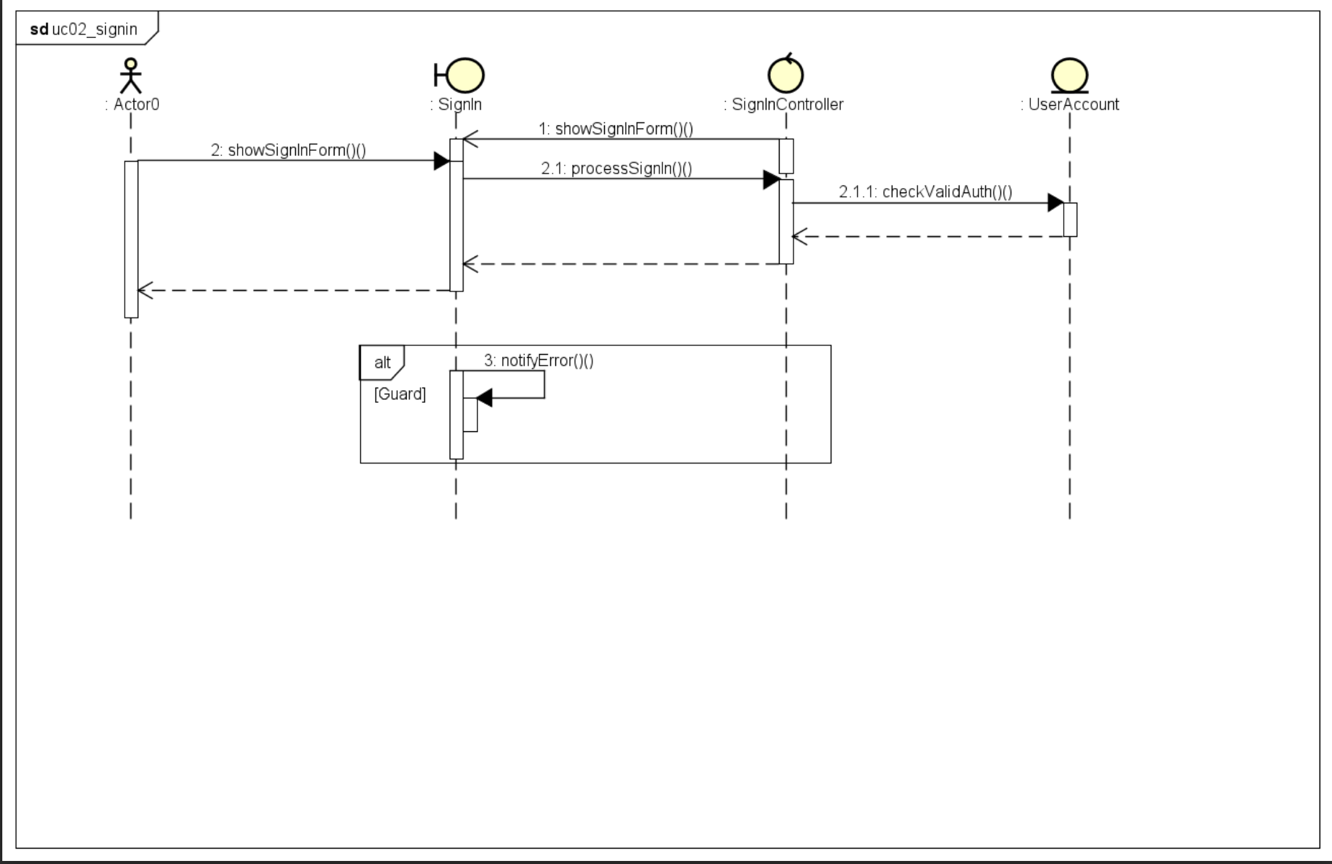 sd uc02_signin
: Actor0
: SignIn
: SignInController
: UserAccount
1: showSignInForm()()
2: showSignInForm()()
2.1: processSignIn()()
2.1.1: checkValidAuth()()
alt
3: notifyError()()
[Guard]